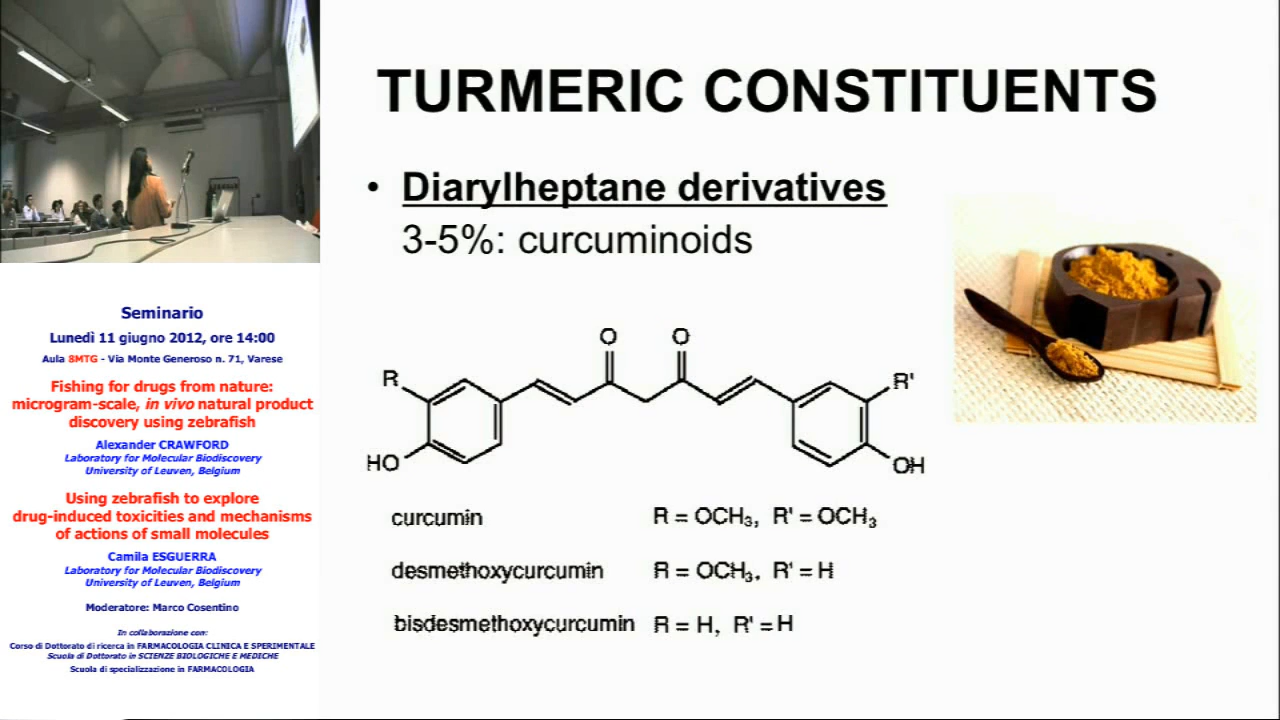 TURMERIC CONSTITUENTS
• Diarylheptane derivatives
3-5%: curcuminoids
O O
R R'
HO OH
curcumin R = OCH₃, R' = OCH₃
desmethoxycurcumin R = OCH₃, R' = H
bisdesmethoxycurcumin R = H, R' = H
Seminario
Lunedì 11 giugno 2012, ore 14:00
Aula 8MTG - Via Monte Generoso n. 71, Varese
Fishing for drugs from nature:
microgram-scale, in vivo natural product
discovery using zebrafish
Alexander CRAWFORD
Laboratory for Molecular Biodiscovery
University of Leuven, Belgium
Using zebrafish to explore
drug-induced toxicities and mechanisms
of actions of small molecules
Camila ESGUERRA
Laboratory for Molecular Biodiscovery
University of Leuven, Belgium
Moderatore: Marco Cosentino
In collaborazione con:
Corso di Dottorato di ricerca in FARMACOLOGIA CLINICA E SPERIMENTALE
Scuola di Dottorato in SCIENZE BIOLOGICHE E MEDICHE
Scuola di specializzazione in FARMACOLOGIA